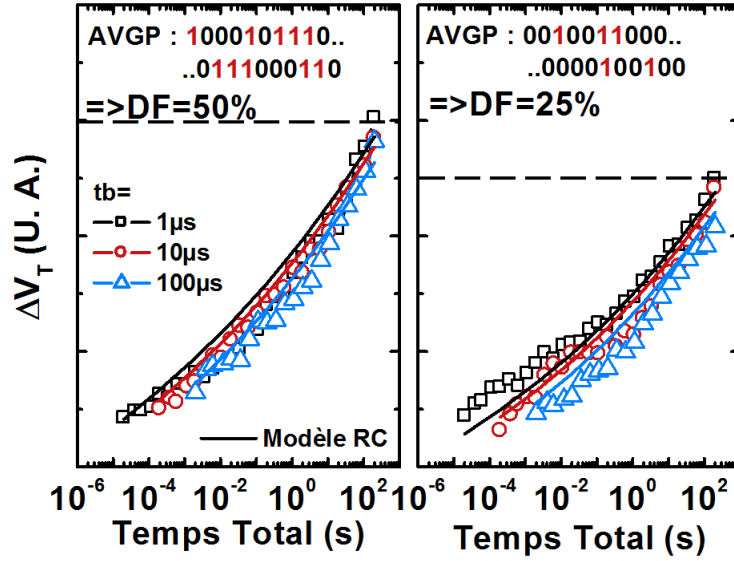 AVGP : 1000101110..
..0111000110
=>DF=50%
tb=
1µs
10µs
100µs
Modèle RC
ΔV_T (U. A.)
10^-6 10^-4 10^-2 10^0 10^2
Temps Total (s)
AVGP : 0010011000..
..0000100100
=>DF=25%
10^-6 10^-4 10^-2 10^0 10^2
Temps Total (s)